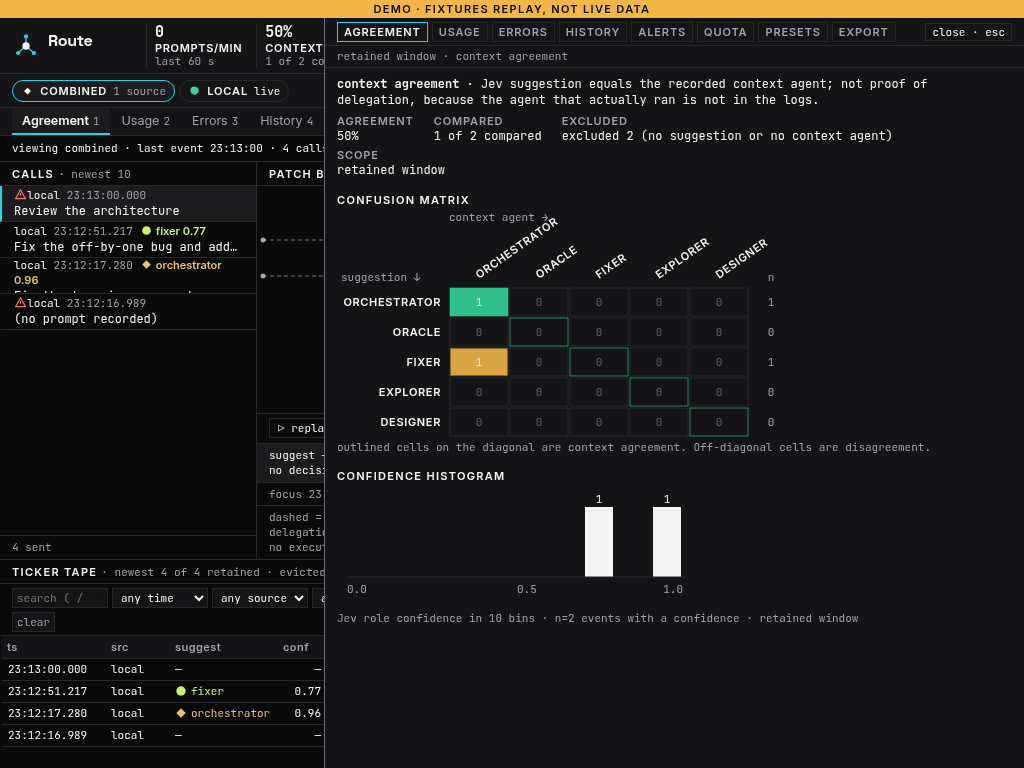 DEMO · FIXTURES REPLAY, NOT LIVE DATA
Route
0
PROMPTS/MIN
last 60 s
50%
CONTEXT
1 of 2 co
COMBINED 1 source
LOCAL live
Agreement 1
Usage 2
Errors 3
History 4
viewing combined · last event 23:13:00 · 4 calls
CALLS · newest 10
local 23:13:00.000
Review the architecture
local 23:12:51.217 fixer 0.77
Fix the off-by-one bug and add…
local 23:12:17.280 orchestrator
0.96
local 23:12:16.989
(no prompt recorded)
4 sent
PATCH B
▷ repla
suggest
no decis
focus 23
dashed =
delegati
no execut
TICKER TAPE · newest 4 of 4 retained · evicted
search ( /
any time
any source
clear
ts src suggest conf
23:13:00.000 local — —
23:12:51.217 local fixer 0.77
23:12:17.280 local orchestrator 0.96
23:12:16.989 local — —
AGREEMENT
USAGE
ERRORS
HISTORY
ALERTS
QUOTA
PRESETS
EXPORT
close · esc
retained window · context agreement
context agreement · Jev suggestion equals the recorded context agent; not proof of
delegation, because the agent that actually ran is not in the logs.
AGREEMENT
50%
COMPARED
1 of 2 compared
EXCLUDED
excluded 2 (no suggestion or no context agent)
SCOPE
retained window
CONFUSION MATRIX
context agent →
suggestion ↓
ORCHESTRATOR ORACLE FIXER EXPLORER DESIGNER n
ORCHESTRATOR 1 0 0 0 0 1
ORACLE 0 0 0 0 0 0
FIXER 1 0 0 0 0 1
EXPLORER 0 0 0 0 0 0
DESIGNER 0 0 0 0 0 0
outlined cells on the diagonal are context agreement. Off-diagonal cells are disagreement.
CONFIDENCE HISTOGRAM
1 1
0.0 0.5 1.0
Jev role confidence in 10 bins · n=2 events with a confidence · retained window